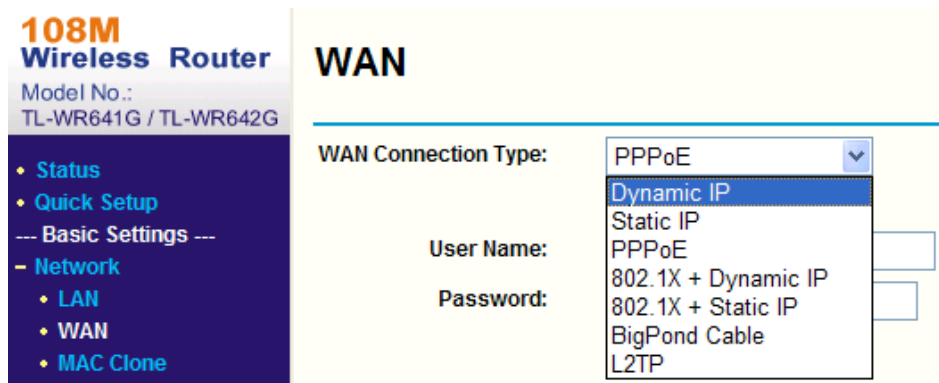 108M
Wireless Router
Model No.:
TL-WR641G / TL-WR642G
Status
Quick Setup
--- Basic Settings ---
Network
LAN
WAN
MAC Clone
WAN
WAN Connection Type:
PPPoE
Dynamic IP
Static IP
PPPoE
802.1X + Dynamic IP
802.1X + Static IP
BigPond Cable
L2TP
User Name:
Password: